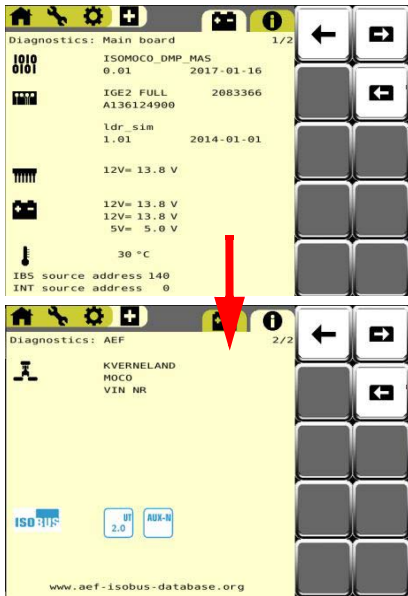 Diagnostics: Main board 1/2
1010
0101
ISOMOCO_DMP_MAS
0.01 2017-01-16
IGE2 FULL 2083366
A136124900
ldr_sim
1.01 2014-01-01
12V= 13.8 V
12V= 13.8 V
12V= 13.8 V
5V= 5.0 V
30 °C
IBS source address 140
INT source address 0
Diagnostics: AEF 2/2
KVERNELAND
MOCO
VIN NR
ISOBUS
UT
2.0
AUX-N
www.aef-isobus-database.org